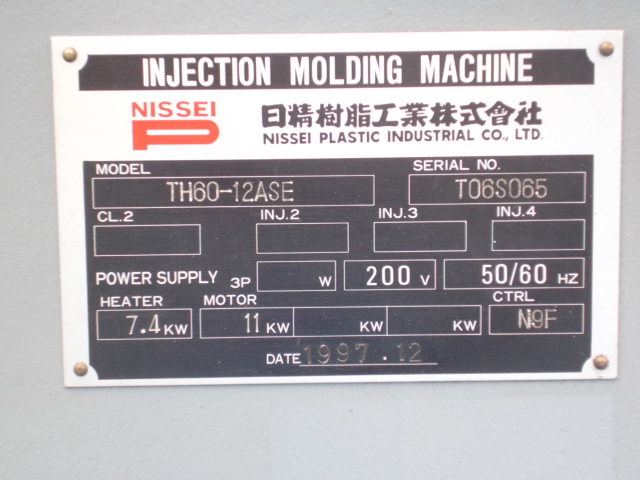 INJECTION MOLDING MACHINE
NISSEI
P
日精樹脂工業株式會社
NISSEI PLASTIC INDUSTRIAL CO., LTD.
MODEL SERIAL NO.
TH60-12ASE T06S065
CL.2 INJ.2 INJ.3 INJ.4
POWER SUPPLY 3P W 200 V 50/60 HZ
HEATER MOTOR CTRL
7.4 KW 11 KW KW KW N9F
DATE 1997.12